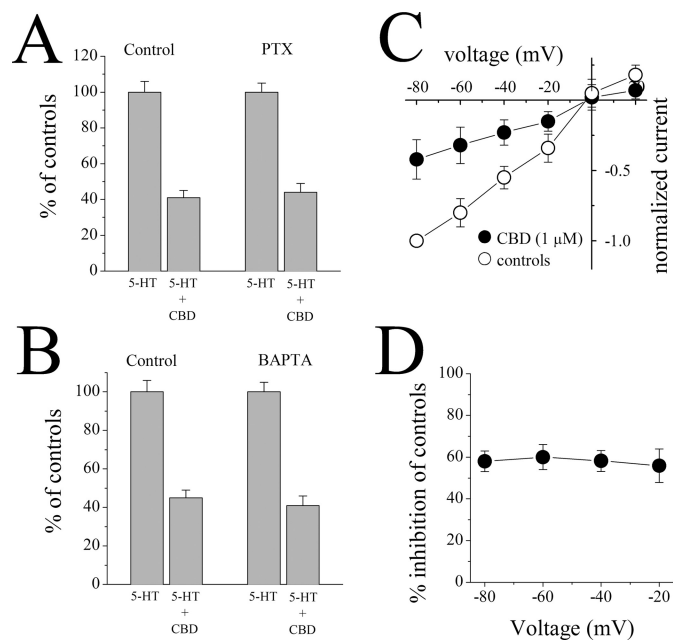 A
Control
PTX
120
100
80
60
40
20
0
% of controls
5-HT
5-HT
+
CBD
5-HT
5-HT
+
CBD
C
voltage (mV)
-80
-60
-40
-20
-0.5
-1.0
normalized current
CBD (1 µM)
controls
B
Control
BAPTA
100
80
60
40
20
0
% of controls
5-HT
5-HT
+
CBD
5-HT
5-HT
+
CBD
D
100
80
60
40
20
0
% inhibition of controls
-80
-60
-40
-20
Voltage (mV)